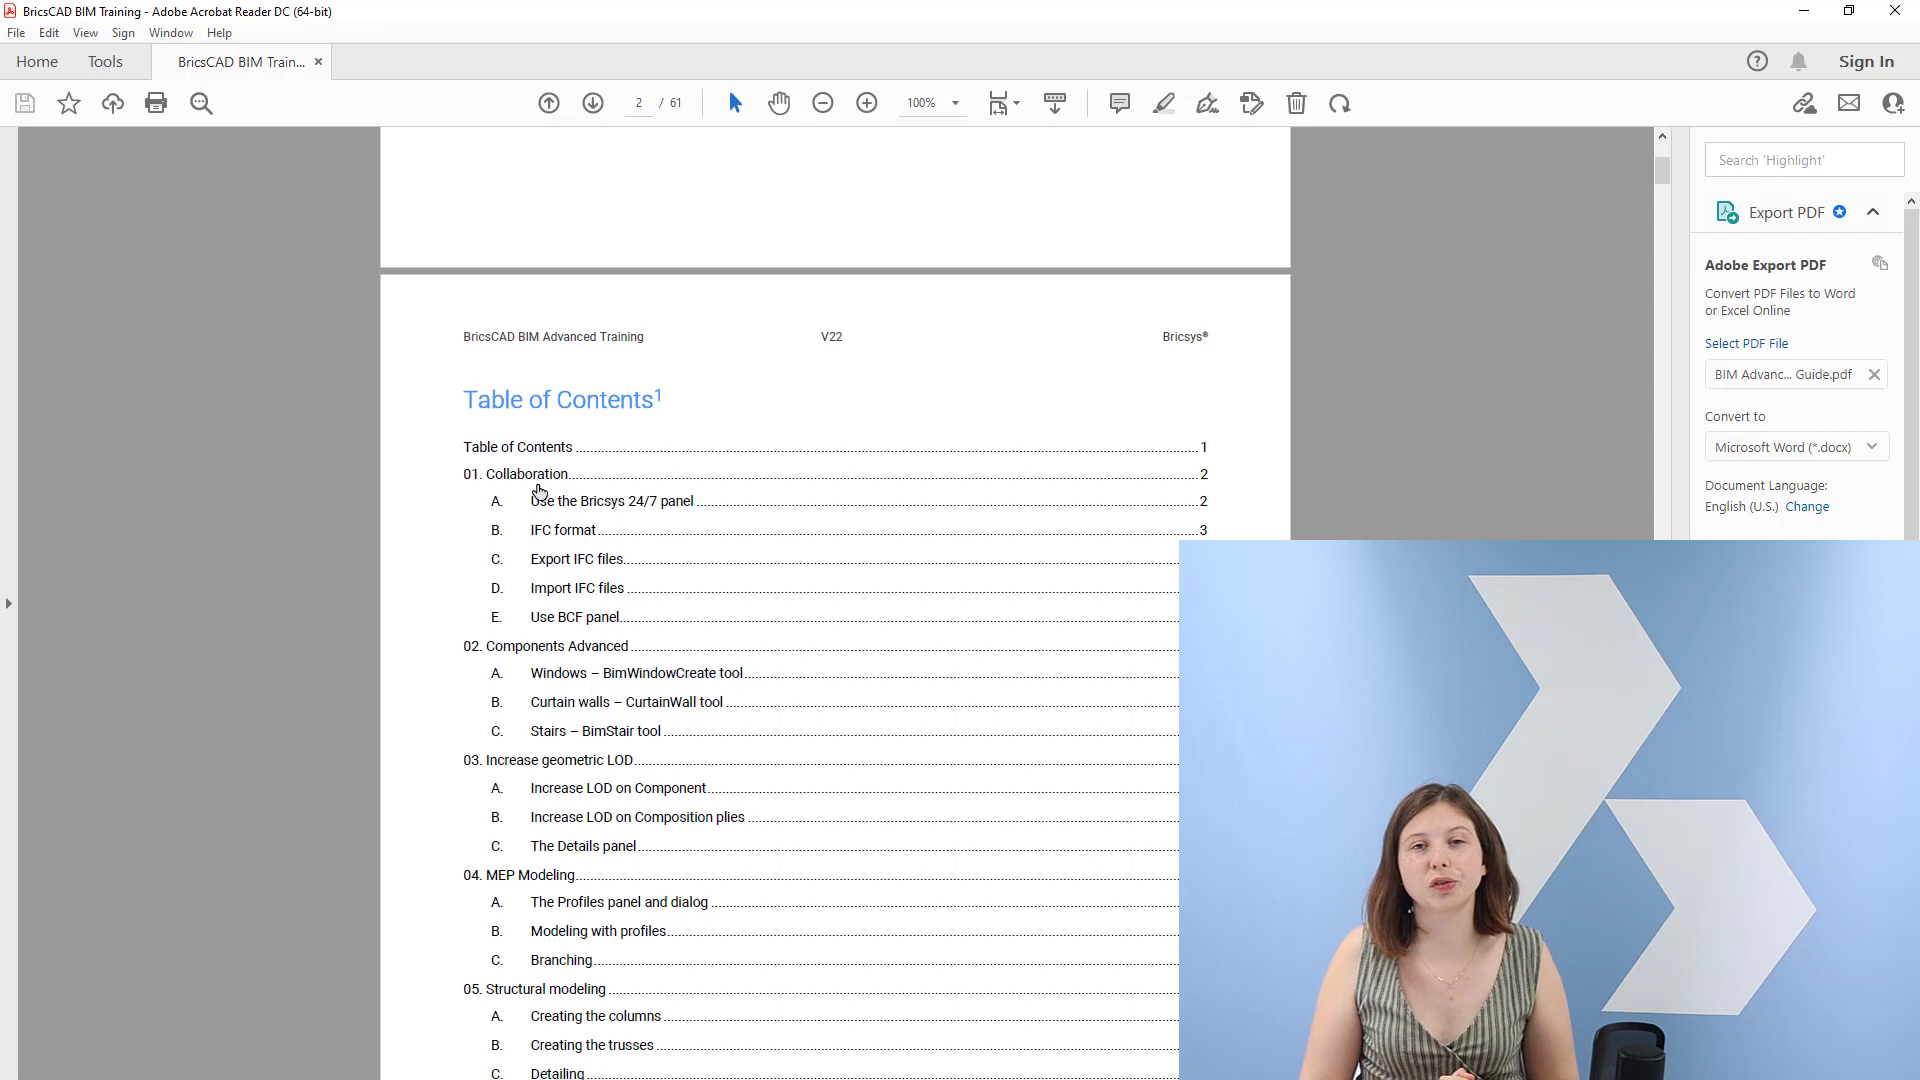 BricsCAD BIM Training - Adobe Acrobat Reader DC (64-bit)
File Edit View Sign Window Help
Home Tools BricsCAD BIM Train... Sign In
2 / 61 100%
Search 'Highlight'
Export PDF
Adobe Export PDF
Convert PDF Files to Word
or Excel Online
Select PDF File
BIM Advanc... Guide.pdf
Convert to
Microsoft Word (*.docx)
Document Language:
English (U.S.) Change
BricsCAD BIM Advanced Training V22 Bricsys®
Table of Contents¹
Table of Contents 1
01. Collaboration 2
A. Use the Bricsys 24/7 panel 2
B. IFC format 3
C. Export IFC files
D. Import IFC files
E. Use BCF panel
02. Components Advanced
A. Windows – BimWindowCreate tool
B. Curtain walls – CurtainWall tool
C. Stairs – BimStair tool
03. Increase geometric LOD
A. Increase LOD on Component
B. Increase LOD on Composition plies
C. The Details panel
04. MEP Modeling
A. The Profiles panel and dialog
B. Modeling with profiles
C. Branching
05. Structural modeling
A. Creating the columns
B. Creating the trusses
C. Detailing